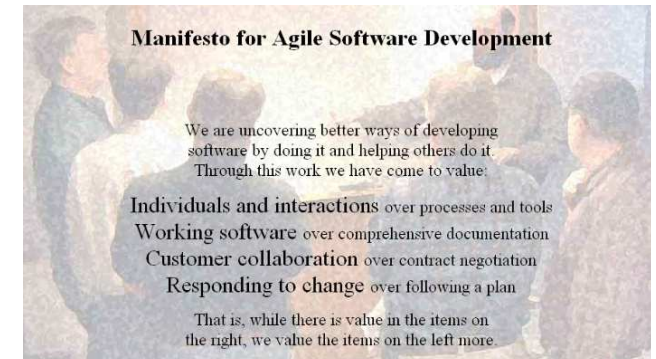 Manifesto for Agile Software Development
We are uncovering better ways of developing
software by doing it and helping others do it.
Through this work we have come to value:
Individuals and interactions over processes and tools
Working software over comprehensive documentation
Customer collaboration over contract negotiation
Responding to change over following a plan
That is, while there is value in the items on
the right, we value the items on the left more.